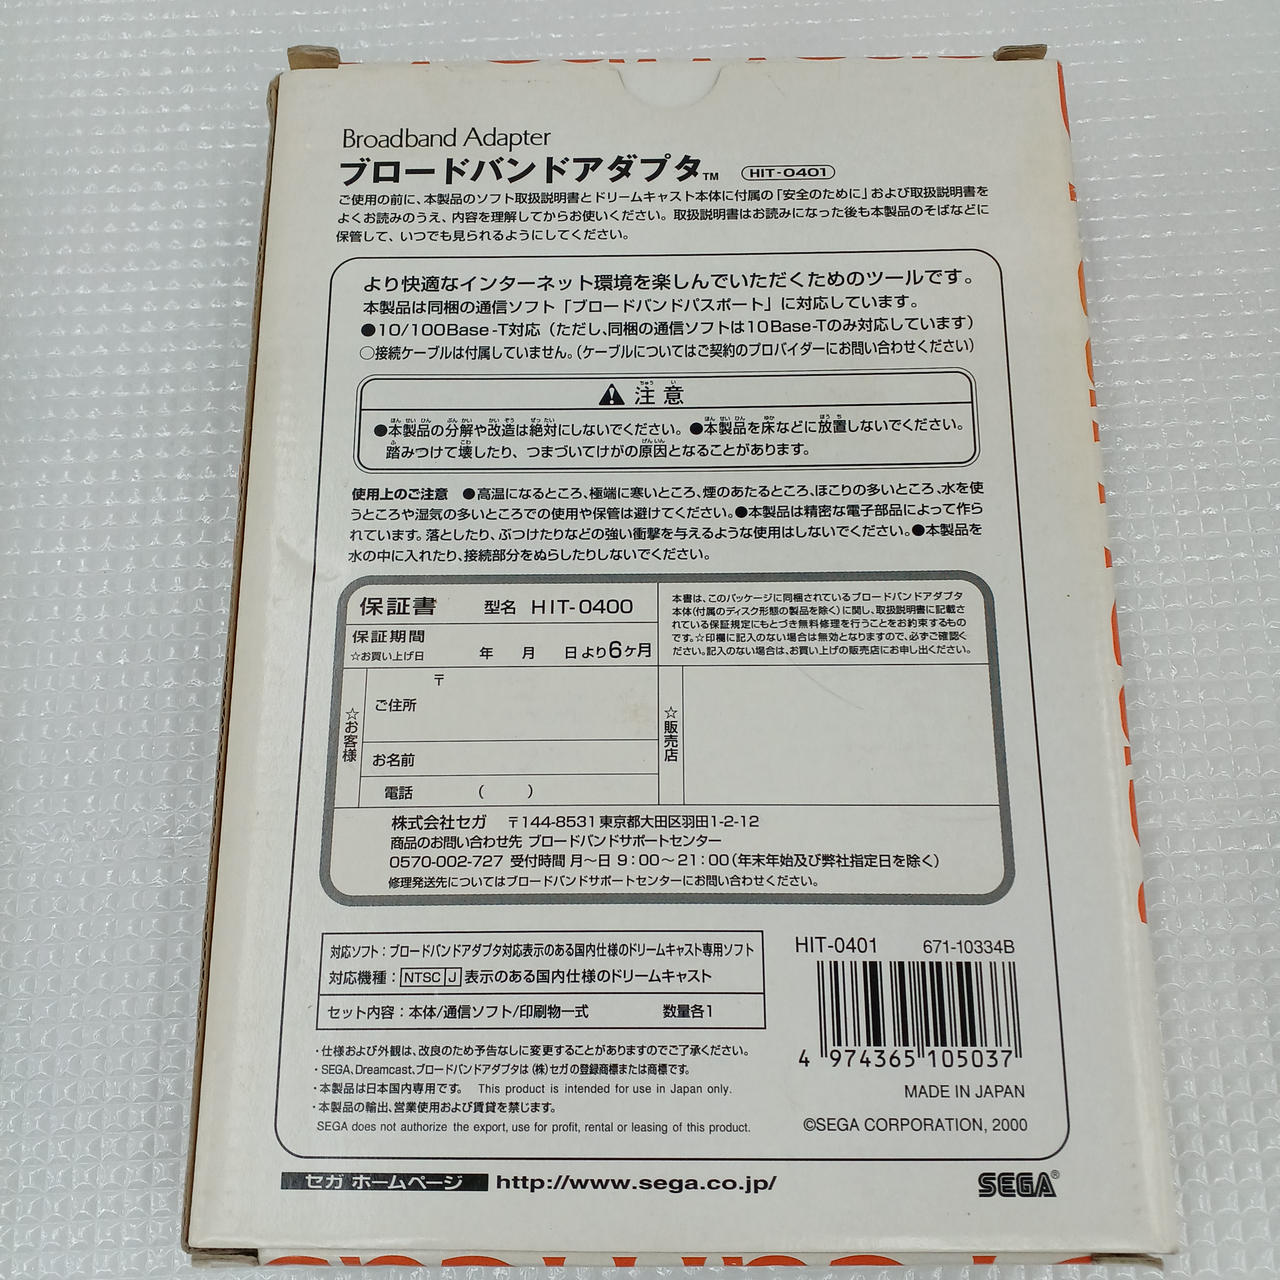 Broadband Adapter
ブロードバンドアダプタ™ HIT-0401
ご使用の前に、本製品のソフト取扱説明書とドリームキャスト本体に付属の「安全のために」および取扱説明書を
よくお読みのうえ、内容を理解してからお使いください。取扱説明書はお読みになった後も本製品のそばなどに
保管して、いつでも見られるようにしてください。
より快適なインターネット環境を楽しんでいただくためのツールです。
本製品は同梱の通信ソフト「ブロードバンドパスポート」に対応しています。
●10/100Base-T対応（ただし、同梱の通信ソフトは10Base-Tのみ対応しています）
○接続ケーブルは付属していません。（ケーブルについてはご契約のプロバイダーにお問い合わせください）
ちゅう い
⚠注意
ほん せい ひん ぶん かい かい ぞう ぜっ たい ほん せい ひん ゆか ほう ち
●本製品の分解や改造は絶対にしないでください。●本製品を床などに放置しないでください。
ふ こわ げんいん
踏みつけて壊したり、つまづいてけがの原因となることがあります。
使用上のご注意 ●高温になるところ、極端に寒いところ、煙のあたるところ、ほこりの多いところ、水を使
うところや湿気の多いところでの使用や保管は避けてください。●本製品は精密な電子部品によって作ら
れています。落としたり、ぶつけたりなどの強い衝撃を与えるような使用はしないでください。●本製品を
水の中に入れたり、接続部分をぬらしたりしないでください。
保証書 型名 HIT-0400
保証期間
☆お買い上げ日 年 月 日より6ケ月
本書は、このパッケージに同梱されているブロードバンドアダプタ
本体（付属のディスク形態の製品を除く）に関し、取扱説明書に記載さ
れている保証規定にもとづき無料修理を行うことをお約束するもの
です。☆印欄に記入のない場合は無効となりますので、必ずご確認く
ださい。記入のない場合は、お買い上げの販売店にお申し出ください。
☆お客様
〒
ご住所
お名前
電話 （ ）
☆販売店
株式会社セガ 〒144-8531 東京都大田区羽田1-2-12
商品のお問い合わせ先 ブロードバンドサポートセンター
0570-002-727 受付時間 月〜日 9：00〜21：00（年末年始及び弊社指定日を除く）
修理発送先についてはブロードバンドサポートセンターにお問い合わせください。
対応ソフト：ブロードバンドアダプタ対応表示のある国内仕様のドリームキャスト専用ソフト
対応機種：NTSC J 表示のある国内仕様のドリームキャスト
セット内容：本体/通信ソフト/印刷物一式 数量各1
HIT-0401 671-10334B
4 974365 105037
・仕様および外観は、改良のため予告なしに変更することがありますのでご了承ください。
・SEGA、Dreamcast、ブロードバンドアダプタは（株）セガの登録商標または商標です。
・本製品は日本国内専用です。 This product is intended for use in Japan only.
・本製品の輸出、営業使用および賃貸を禁じます。
SEGA does not authorize the export, use for profit, rental or leasing of this product.
MADE IN JAPAN
©SEGA CORPORATION, 2000
セガ ホームページ http://www.sega.co.jp/
SEGA®